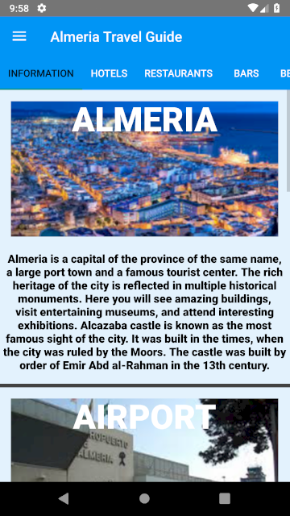 9:58
Almeria Travel Guide
INFORMATION HOTELS RESTAURANTS BARS BE
ALMERIA
Almeria is a capital of the province of the same name,
a large port town and a famous tourist center. The rich
heritage of the city is reflected in multiple historical
monuments. Here you will see amazing buildings,
visit entertaining museums, and attend interesting
exhibitions. Alcazaba castle is known as the most
famous sight of the city. It was built in the times, when
the city was ruled by the Moors. The castle was built by
order of Emir Abd al-Rahman in the 13th century.
AIRPORT
AEROPUERTO
DE
ALMERIA